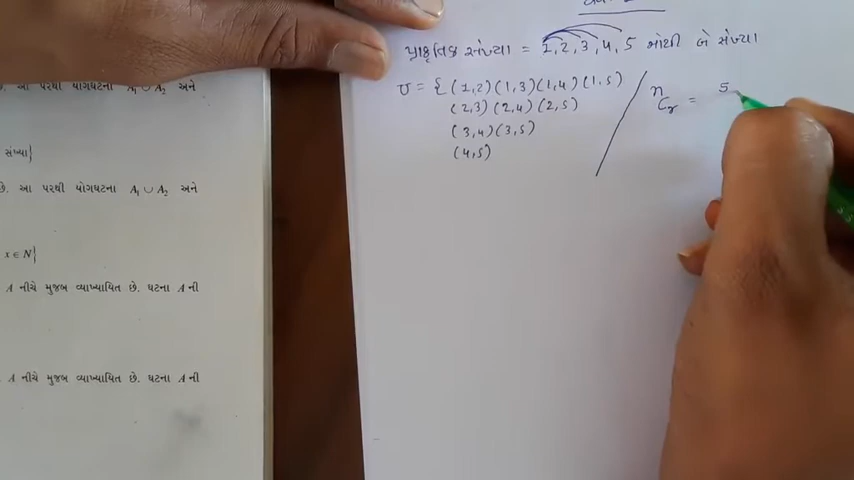 છે. આ પરથી યોગઘટના A₁ ∪ A₂ અને
સંખ્યા}
છે. આ પરથી યોગઘટના A₁ ∪ A₂ અને
x ∈ N}
A નીચે મુજબ વ્યાખ્યાયિત છે. ઘટના A ની
A નીચે મુજબ વ્યાખ્યાયિત છે. ઘટના A ની
પ્રાકૃતિક સંખ્યા = 1, 2, 3, 4, 5 માંથી બે સંખ્યા
U = { (1,2) (1,3) (1,4) (1,5)
(2,3) (2,4) (2,5)
(3,4) (3,5)
(4,5)
ⁿCᵣ = 5